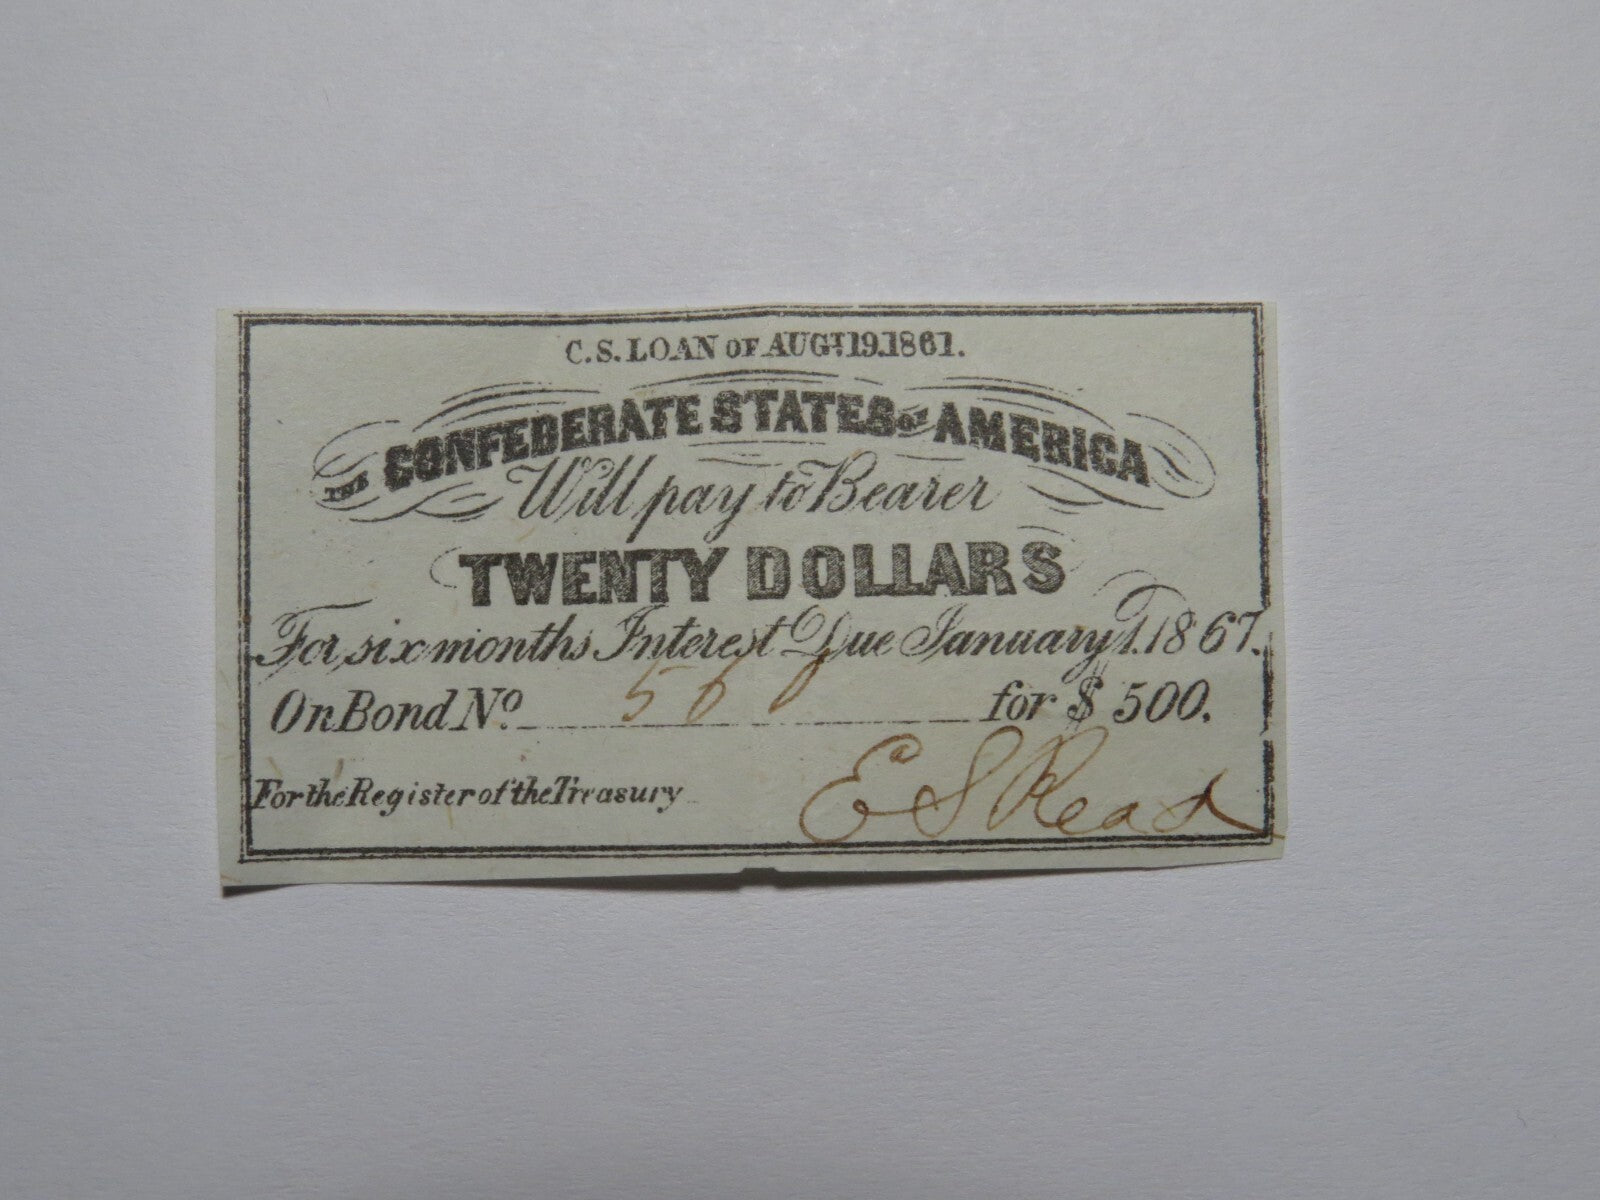 C.S. LOAN OF AUGT. 19. 1861.
THE CONFEDERATE STATES OF AMERICA
Will pay to Bearer
TWENTY DOLLARS
For six months Interest Due January 1. 1867.
On Bond No. for $ 500.
For the Register of the Treasury E S Read